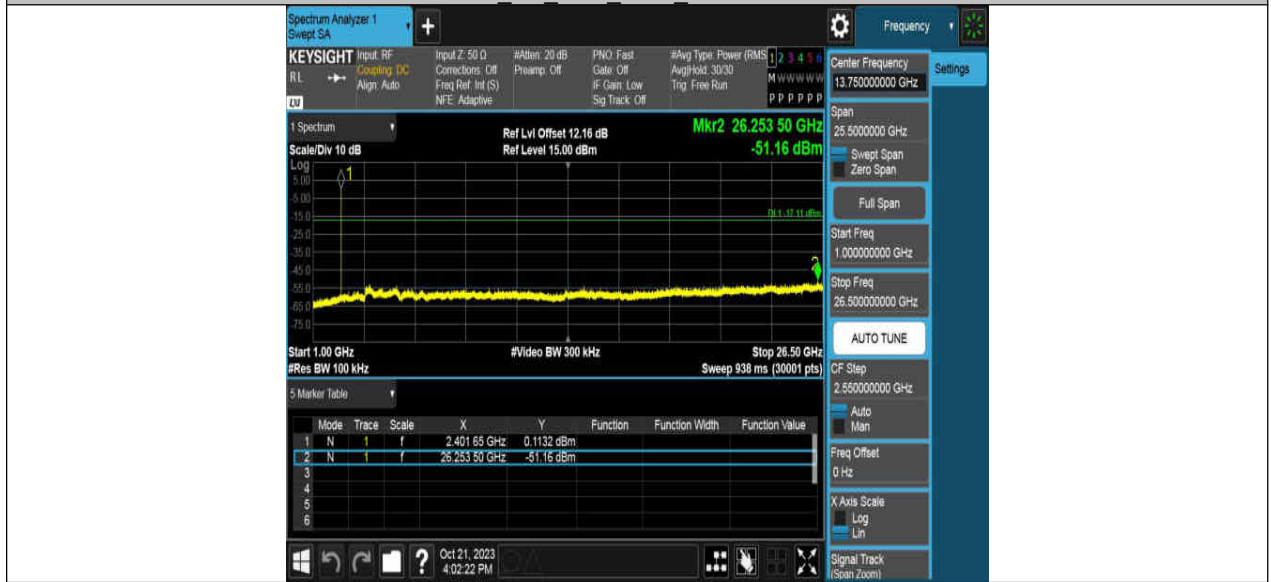 Spectrum Analyzer 1
Swept SA
+
Frequency
KEYSIGHT Input: RF Input Z: 50 Ω #Atten: 20 dB PNO: Fast #Avg Type: Power (RMS 1 2 3 4 5 6
RL Coupling: DC Corrections: Off Preamp: Off Gate: Off Avg|Hold: 30/30 M W W W W W
Align: Auto Freq Ref: Int (S) IF Gain: Low Trig: Free Run
NFE: Adaptive Sig Track: Off P P P P P P
LXI
1 Spectrum
Ref Lvl Offset 12.16 dB
Mkr2 26.253 50 GHz
Scale/Div 10 dB
Ref Level 15.00 dBm
-51.16 dBm
Log
1
5.00
-5.00
-15.0
DL1 -17.11 dBm
-25.0
-35.0
-45.0
2
-55.0
-65.0
-75.0
Start 1.00 GHz #Video BW 300 kHz Stop 26.50 GHz
#Res BW 100 kHz Sweep 938 ms (30001 pts)
5 Marker Table
Mode Trace Scale X Y Function Function Width Function Value
1 N 1 f 2.401 65 GHz 0.1132 dBm
2 N 1 f 26.253 50 GHz -51.16 dBm
3
4
5
6
?
Oct 21, 2023
4:02:22 PM
Center Frequency
13.750000000 GHz
Settings
Span
25.5000000 GHz
Swept Span
Zero Span
Full Span
Start Freq
1.000000000 GHz
Stop Freq
26.500000000 GHz
AUTO TUNE
CF Step
2.550000000 GHz
Auto
Man
Freq Offset
0 Hz
X Axis Scale
Log
Lin
Signal Track
(Span Zoom)